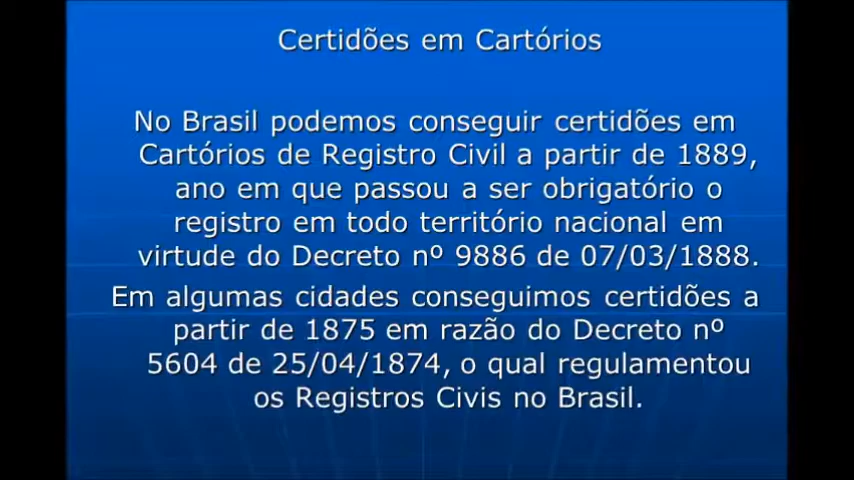 Certidões em Cartórios
No Brasil podemos conseguir certidões em
Cartórios de Registro Civil a partir de 1889,
ano em que passou a ser obrigatório o
registro em todo território nacional em
virtude do Decreto nº 9886 de 07/03/1888.
Em algumas cidades conseguimos certidões a
partir de 1875 em razão do Decreto nº
5604 de 25/04/1874, o qual regulamentou
os Registros Civis no Brasil.